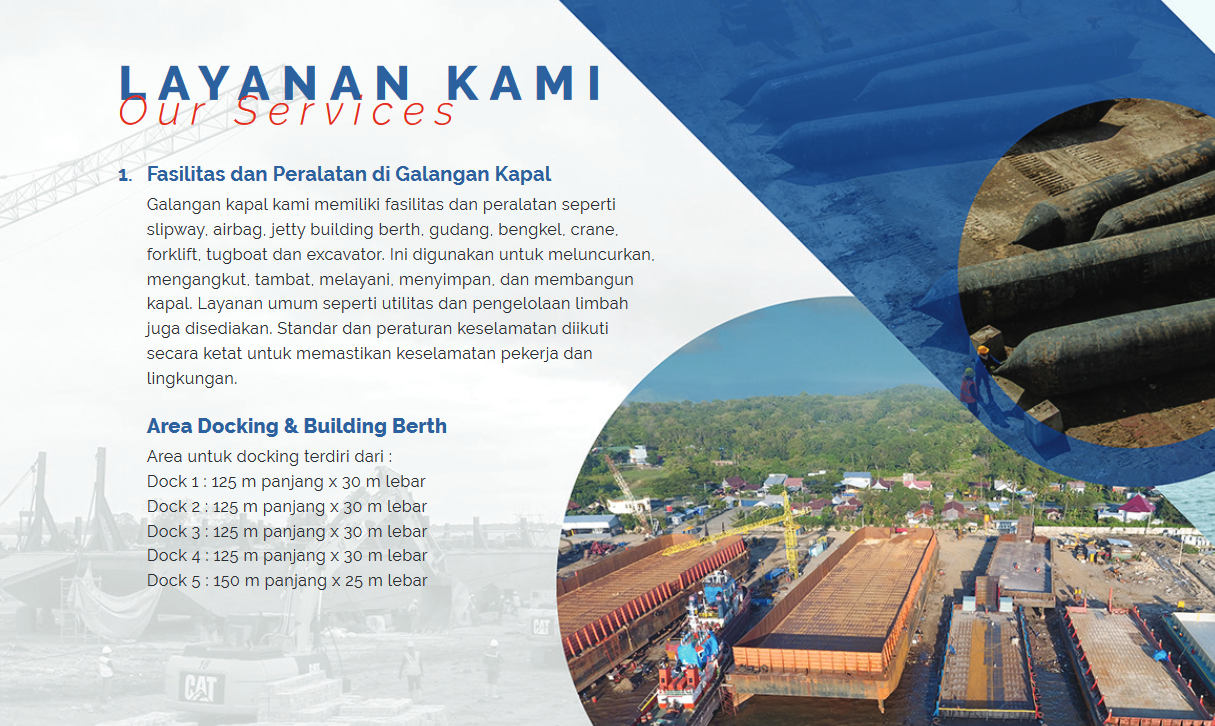 LAYANAN KAMI
Our Services
1. Fasilitas dan Peralatan di Galangan Kapal
Galangan kapal kami memiliki fasilitas dan peralatan seperti
slipway, airbag, jetty building berth, gudang, bengkel, crane,
forklift, tugboat dan excavator. Ini digunakan untuk meluncurkan,
mengangkut, tambat, melayani, menyimpan, dan membangun
kapal. Layanan umum seperti utilitas dan pengelolaan limbah
juga disediakan. Standar dan peraturan keselamatan diikuti
secara ketat untuk memastikan keselamatan pekerja dan
lingkungan.
Area Docking & Building Berth
Area untuk docking terdiri dari :
Dock 1 : 125 m panjang x 30 m lebar
Dock 2 : 125 m panjang x 30 m lebar
Dock 3 : 125 m panjang x 30 m lebar
Dock 4 : 125 m panjang x 30 m lebar
Dock 5 : 150 m panjang x 25 m lebar
CAT
CAT
CAT